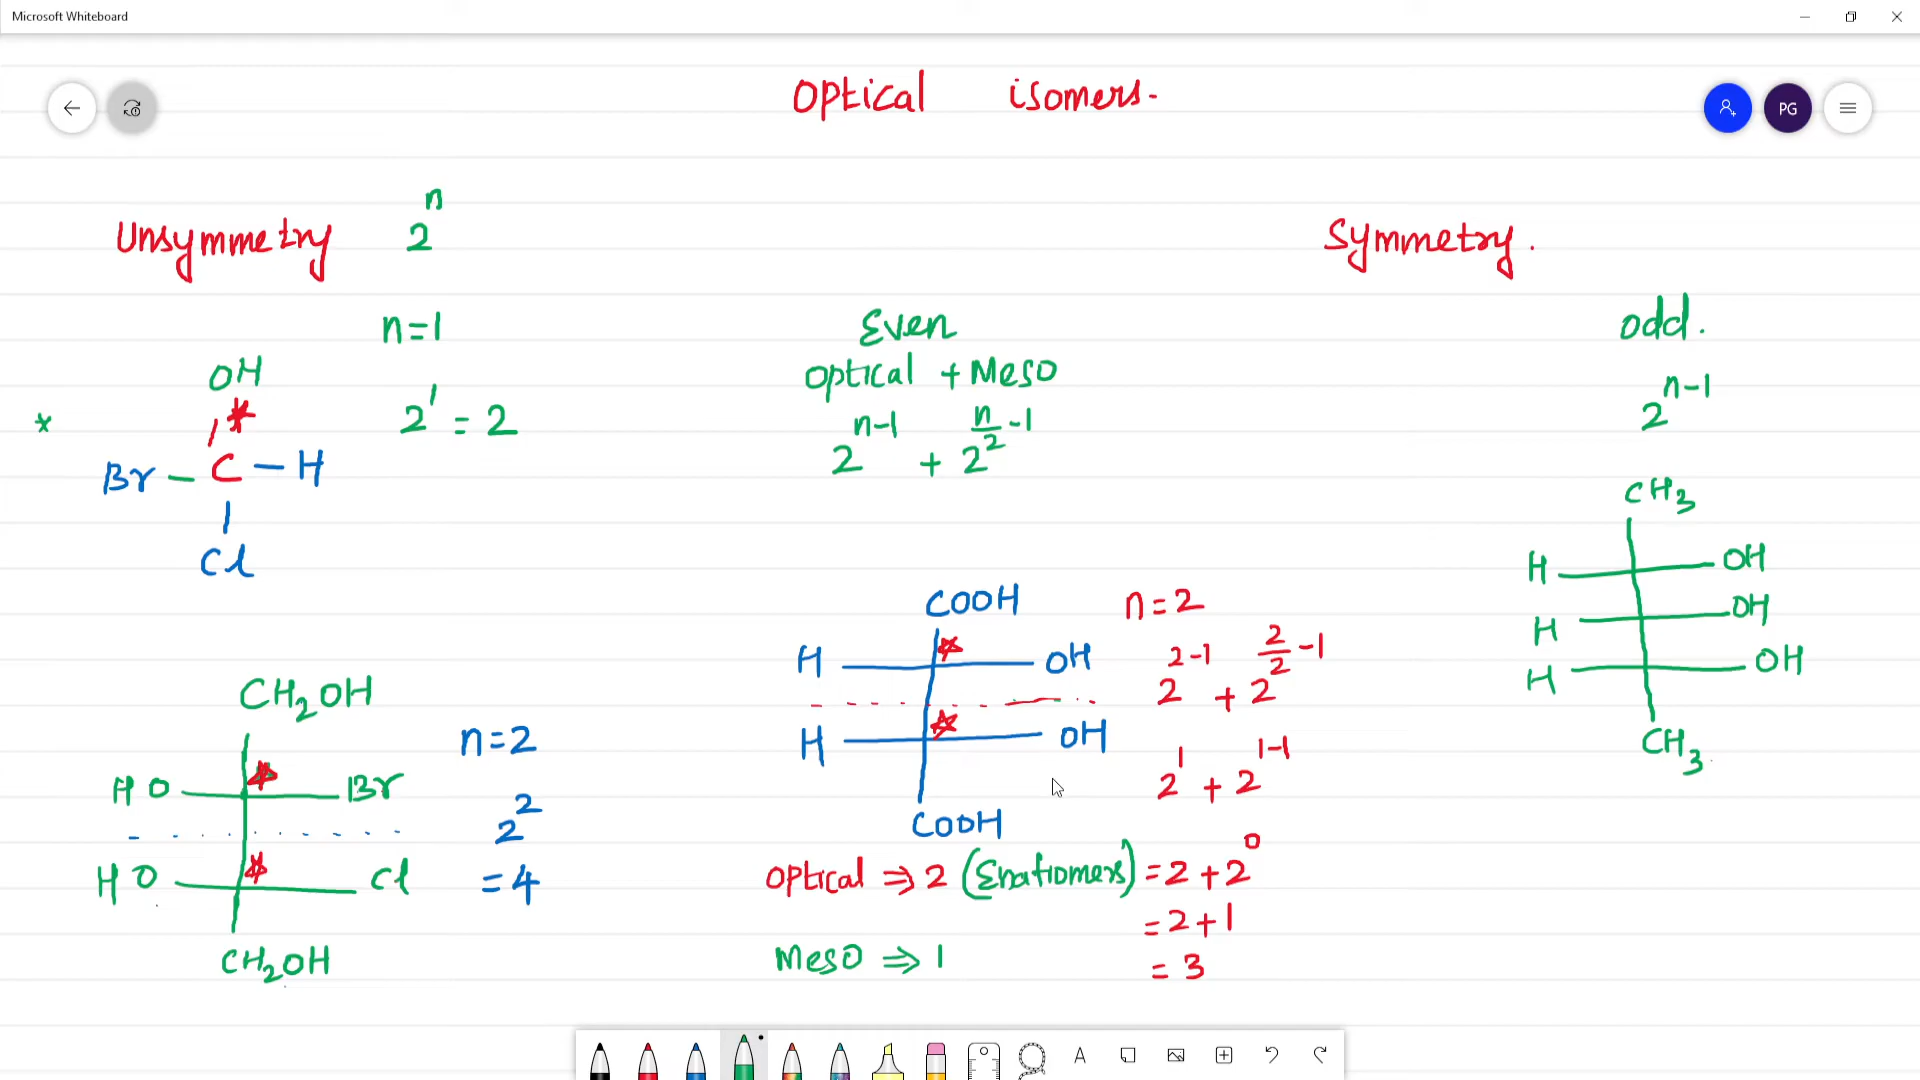 Microsoft Whiteboard
PG
Optical isomers.
Unsymmetry 2^n
n=1
OH
*
*
2^1 = 2
Br – C – H
Cl
CH2OH
n=2
*
HO Br
2^2
*
HO Cl
= 4
CH2OH
Symmetry.
Even
Optical + Meso
2^(n-1) + 2^(n/2 -1)
COOH
n=2
*
H OH
2^(2-1) + 2^(2/2 -1)
*
H OH
2^1 + 2^(1-1)
COOH
Optical ⇒ 2 (Enatiomers) = 2 + 2^0
= 2 + 1
Meso ⇒ 1
= 3
odd.
2^(n-1)
CH3
H OH
H OH
H OH
CH3
A